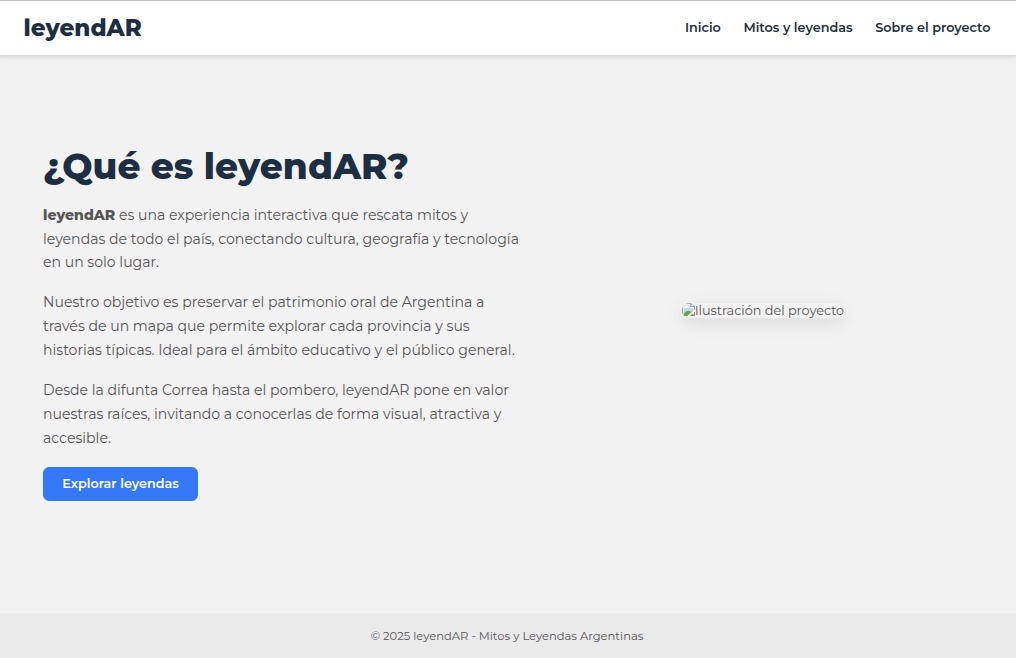 leyendAR
Inicio
Mitos y leyendas
Sobre el proyecto
¿Qué es leyendAR?
leyendAR es una experiencia interactiva que rescata mitos y
leyendas de todo el país, conectando cultura, geografía y tecnología
en un solo lugar.
Nuestro objetivo es preservar el patrimonio oral de Argentina a
través de un mapa que permite explorar cada provincia y sus
historias típicas. Ideal para el ámbito educativo y el público general.
Desde la difunta Correa hasta el pombero, leyendAR pone en valor
nuestras raíces, invitando a conocerlas de forma visual, atractiva y
accesible.
Explorar leyendas
Ilustración del proyecto
© 2025 leyendAR - Mitos y Leyendas Argentinas